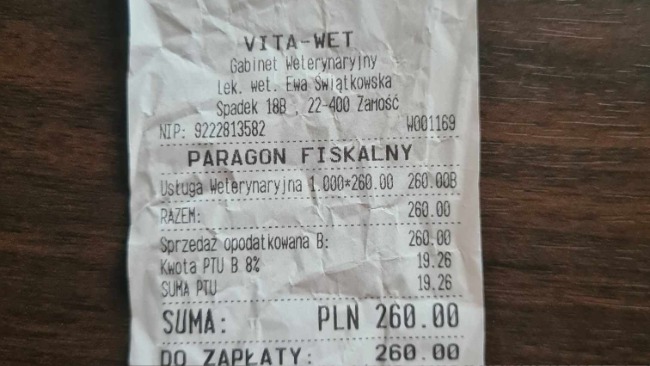 VITA-WET
Gabinet Weterynaryjny
Lek. wet. Ewa Świątkowska
Spadek 18B , 22-400 Zamość
NIP: 9222813582 W001169
PARAGON FISKALNY
Usługa Weterynaryjna 1.000*260.00 260.00B
RAZEM: 260.00
Sprzedaż opodatkowana B: 260.00
Kwota PTU B 8% 19.26
SUMA PTU 19.26
SUMA: PLN 260.00
DO ZAPŁATY: 260.00